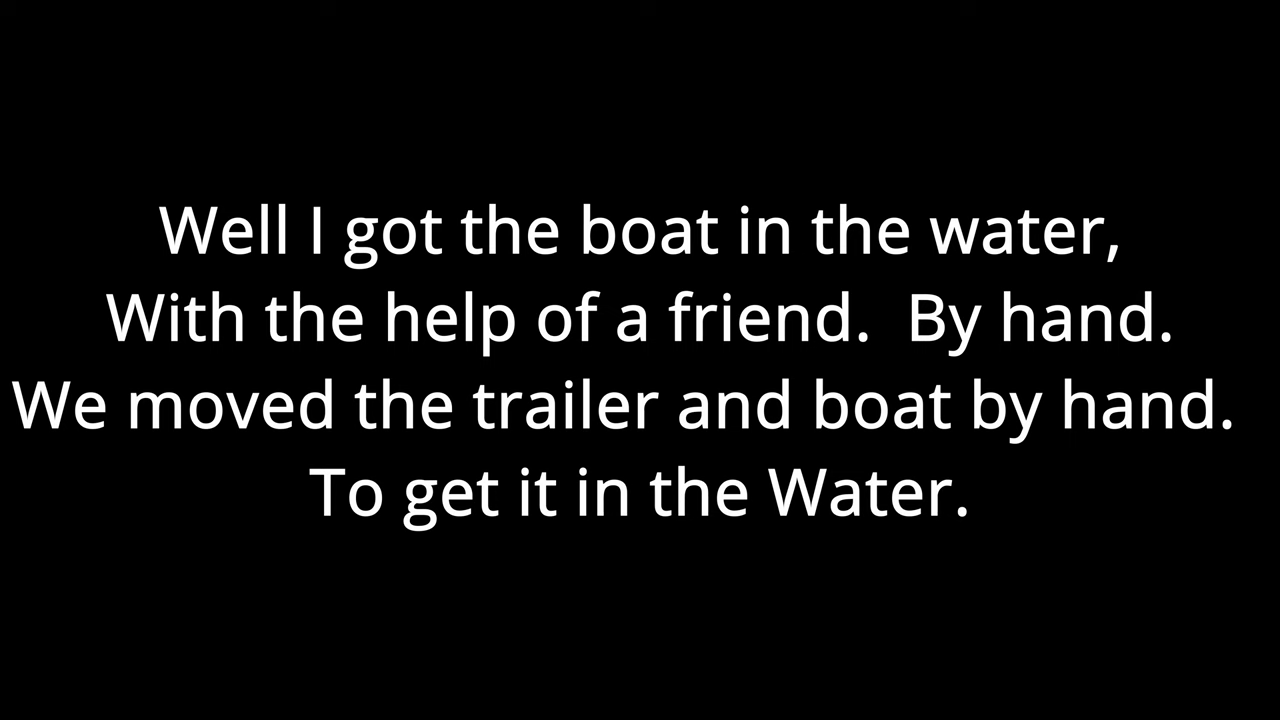 Well I got the boat in the water,
With the help of a friend.  By hand.
We moved the trailer and boat by hand.
To get it in the Water.